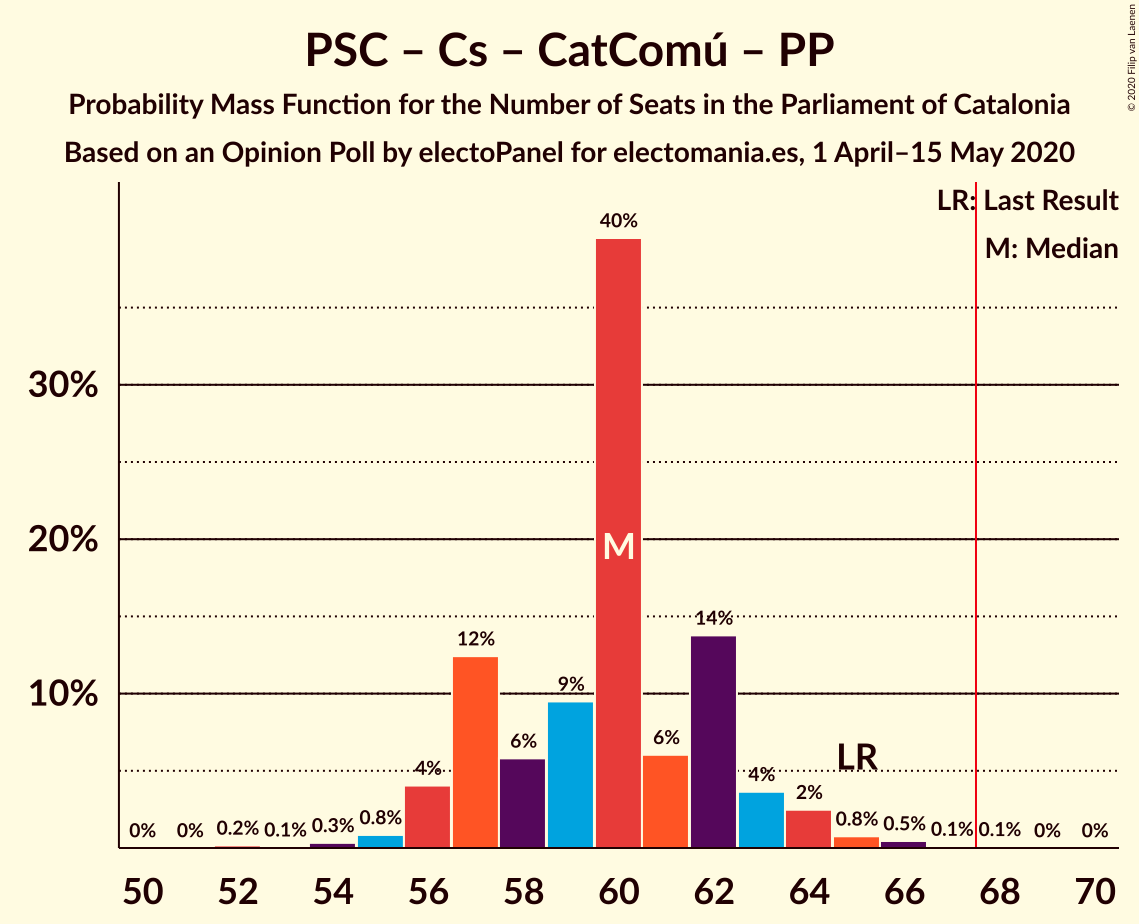 © 2020 Filip van Laenen
PSC – Cs – CatComú – PP
Probability Mass Function for the Number of Seats in the Parliament of Catalonia
Based on an Opinion Poll by electoPanel for electomania.es, 1 April–15 May 2020
LR: Last Result
M: Median
30%
20%
10%
0% 0% 0.2% 0.1% 0.3% 0.8% 4% 12% 6% 9% 40% 6% 14% 4% 2% 0.8% 0.5% 0.1% 0.1% 0% 0%
M
LR
50 52 54 56 58 60 62 64 66 68 70